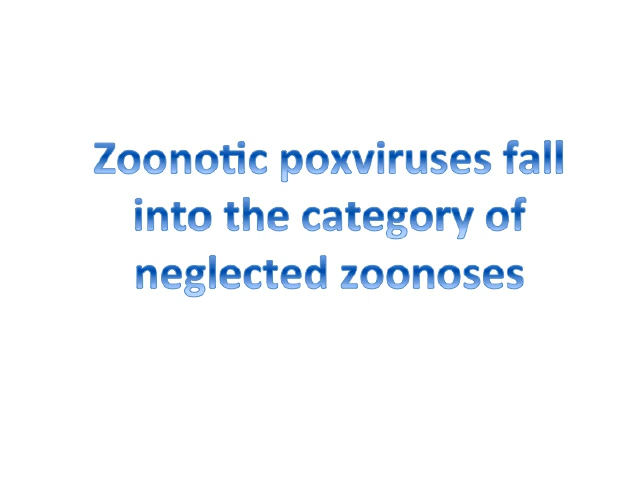 Zoonotic poxviruses fall
into the category of
neglected zoonoses